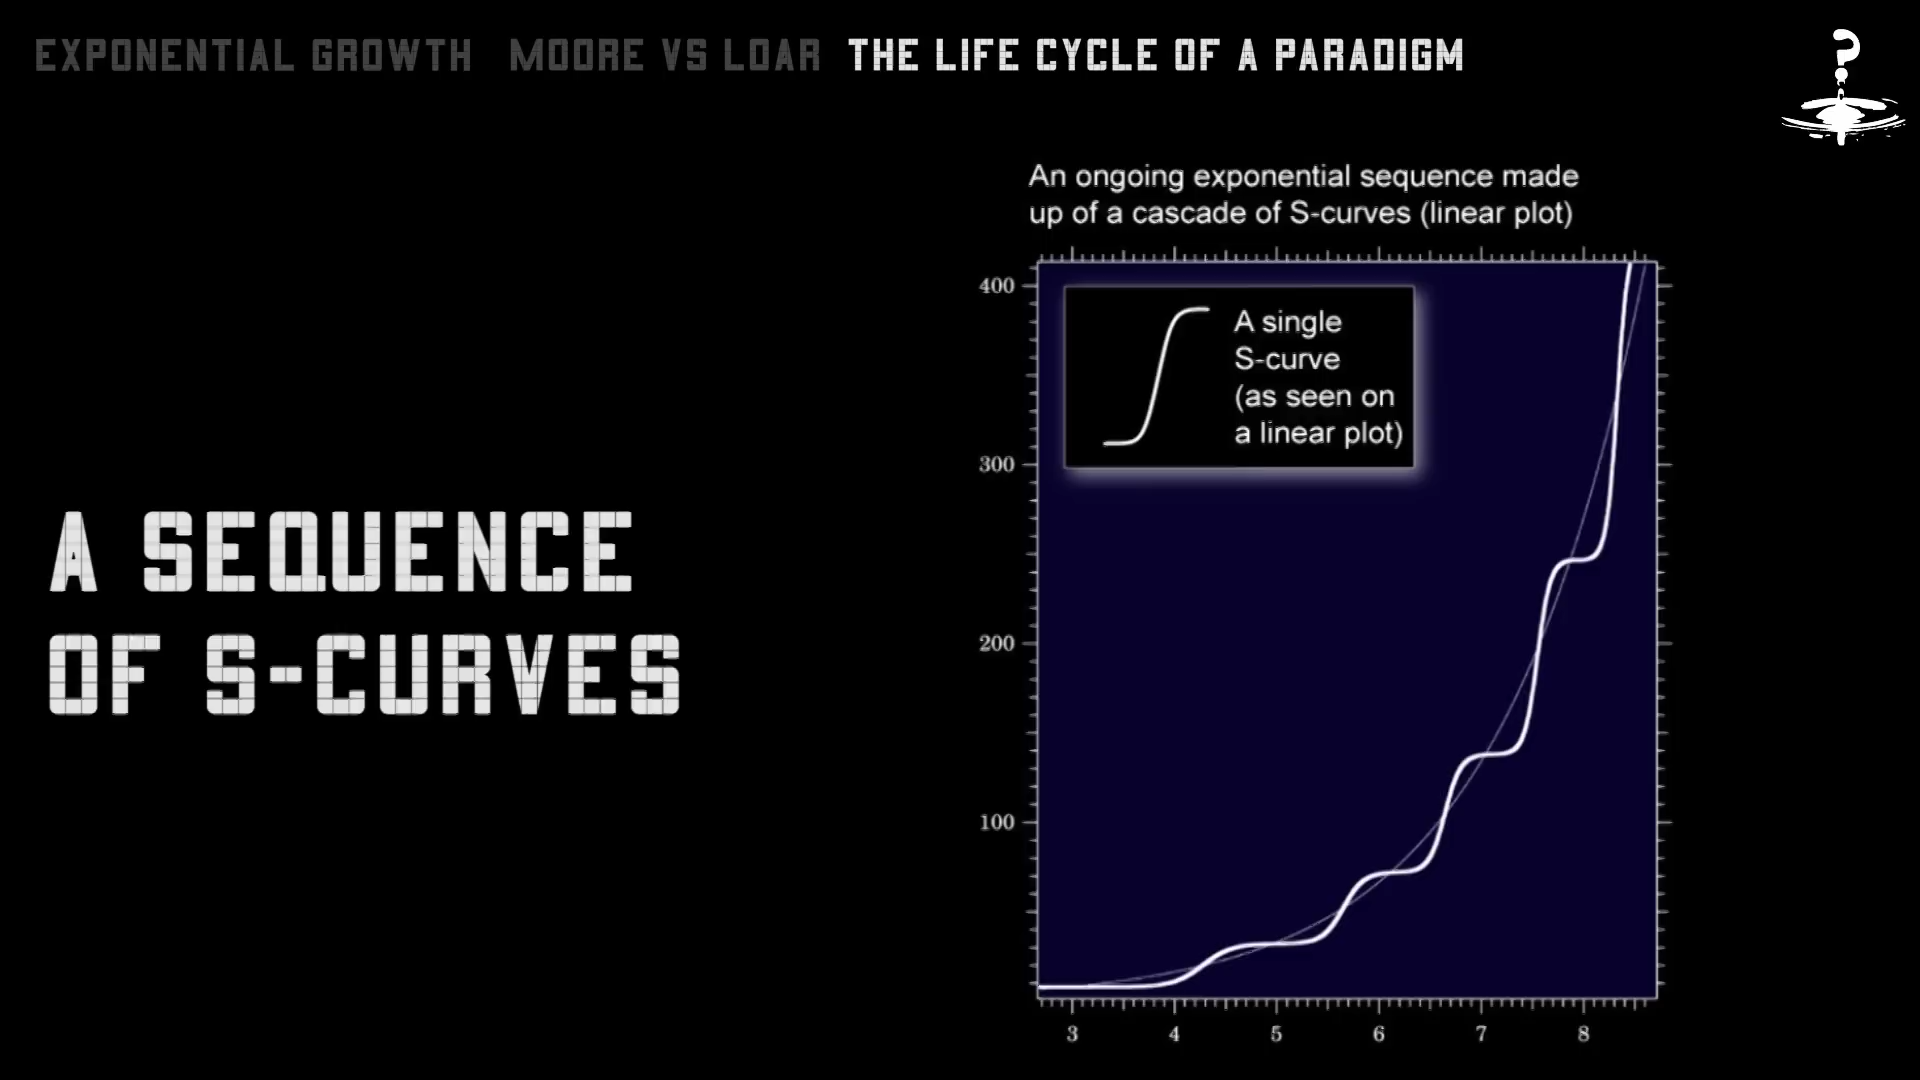 EXPONENTIAL GROWTH MOORE VS LOAR THE LIFE CYCLE OF A PARADIGM
?
A SEQUENCE
OF S-CURVES
An ongoing exponential sequence made
up of a cascade of S-curves (linear plot)
A single
S-curve
(as seen on
a linear plot)
400
300
200
100
3 4 5 6 7 8